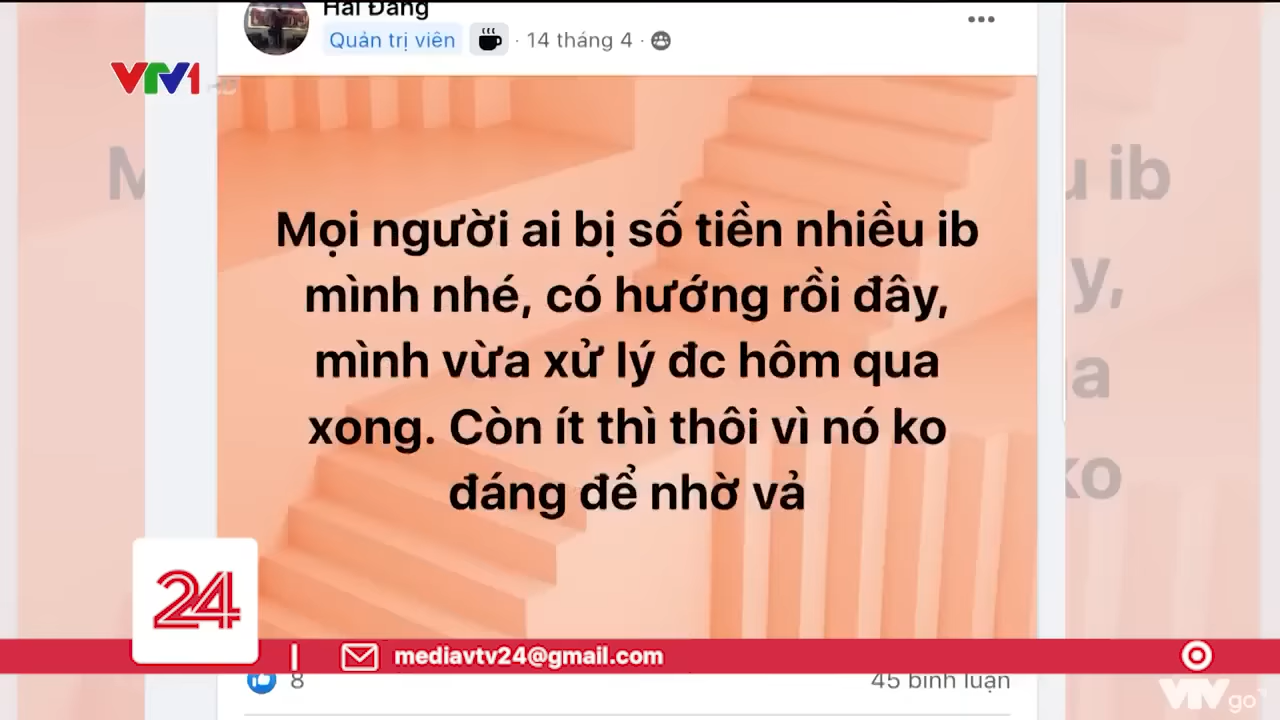 Hải Đăng
Quản trị viên · 14 tháng 4 ·
VTV1
Mọi người ai bị số tiền nhiều ib
mình nhé, có hướng rồi đây,
mình vừa xử lý đc hôm qua
xong. Còn ít thì thôi vì nó ko
đáng để nhờ vả
24
mediavtv24@gmail.com
8
45 bình luận
VTVgo